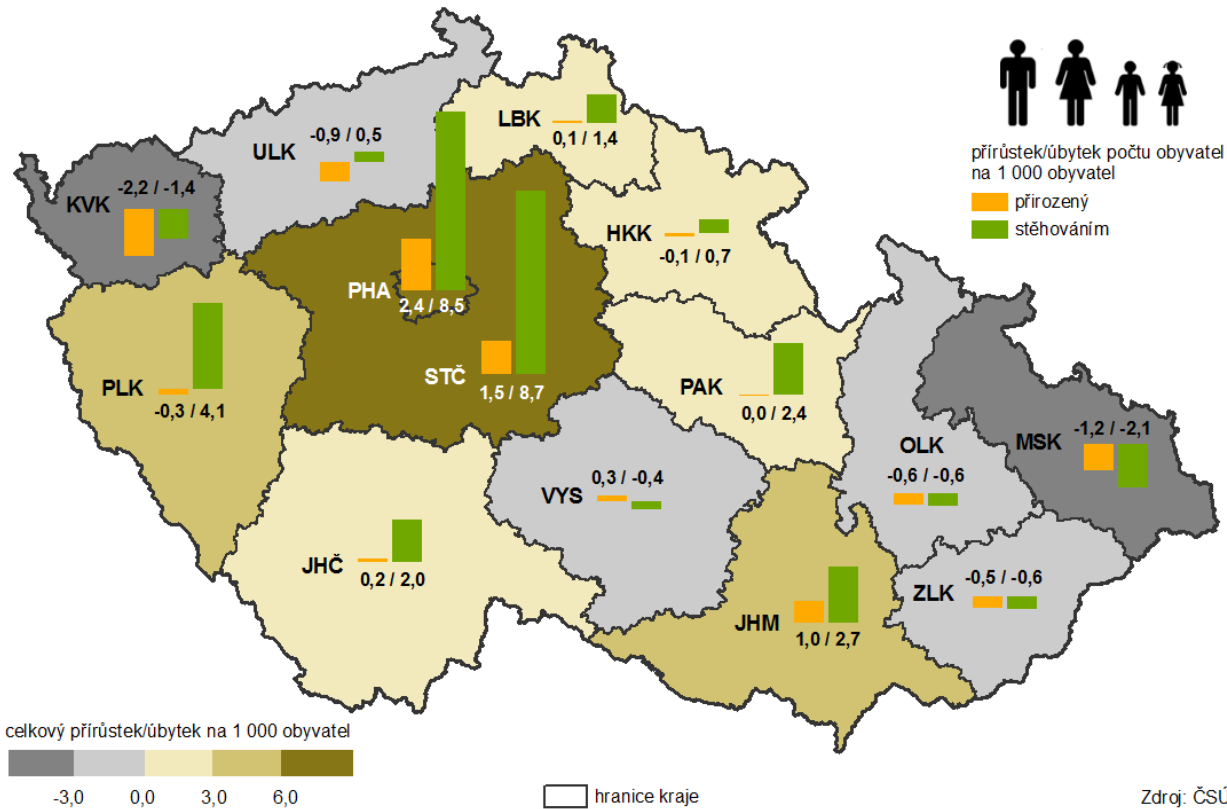 LBK
0,1 / 1,4
-0,9 / 0,5
ULK
přírůstek/úbytek počtu obyvatel
na 1 000 obyvatel
přirozený
stěhováním
-2,2 / -1,4
KVK
HKK
-0,1 / 0,7
PHA
2,4 / 8,5
STČ
1,5 / 8,7
PLK
-0,3 / 4,1
PAK
0,0 / 2,4
OLK
-0,6 / -0,6
MSK
-1,2 / -2,1
VYS
0,3 / -0,4
JHČ
0,2 / 2,0
JHM
1,0 / 2,7
ZLK
-0,5 / -0,6
celkový přírůstek/úbytek na 1 000 obyvatel
-3,0 0,0 3,0 6,0
hranice kraje
Zdroj: ČSÚ